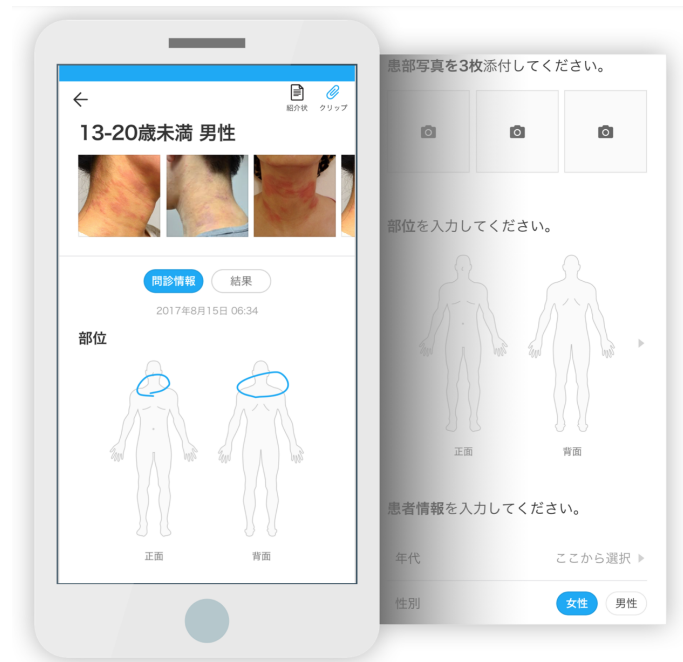 紹介状
クリップ
13-20歳未満 男性
問診情報
結果
2017年8月15日 06:34
部位
正面
背面
患部写真を3枚添付してください。
部位を入力してください。
正面
背面
患者情報を入力してください。
年代
ここから選択
性別
女性
男性